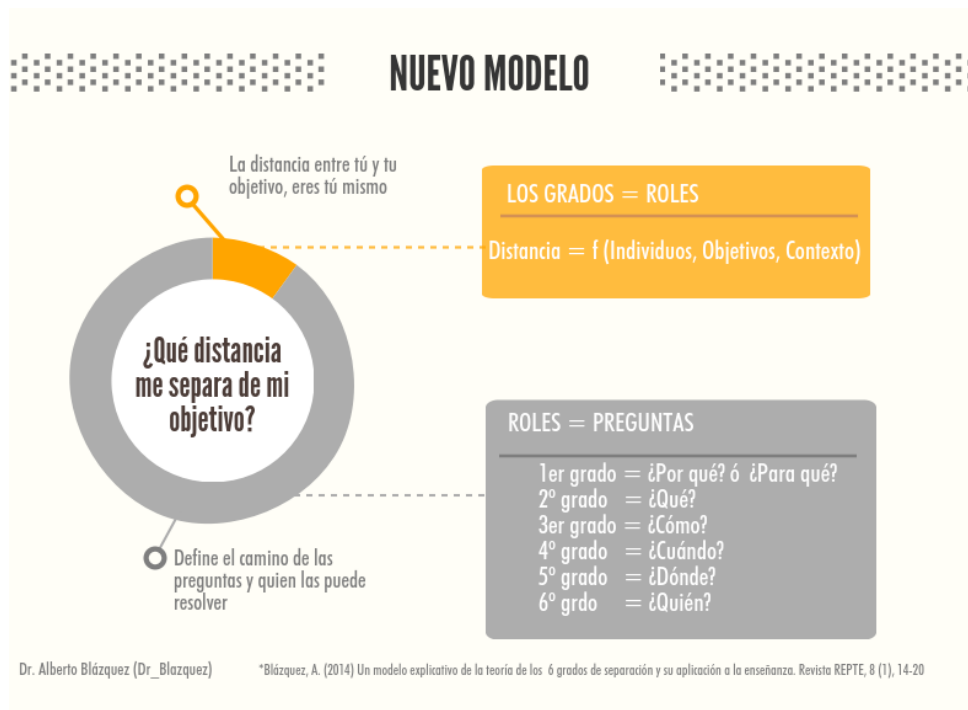 NUEVO MODELO
La distancia entre tú y tu
objetivo, eres tú mismo
LOS GRADOS = ROLES
Distancia = f (Individuos, Objetivos, Contexto)
¿Qué distancia
me separa de mi
objetivo?
ROLES = PREGUNTAS
1er grado = ¿Por qué? ó ¿Para qué?
2º grado = ¿Qué?
3er grado = ¿Cómo?
4º grado = ¿Cuándo?
5º grado = ¿Dónde?
6º grdo = ¿Quién?
Define el camino de las
preguntas y quien las puede
resolver
Dr. Alberto Blázquez (Dr_Blazquez)
*Blázquez, A. (2014) Un modelo explicativo de la teoría de los 6 grados de separación y su aplicación a la enseñanza. Revista REPTE, 8 (1), 14-20